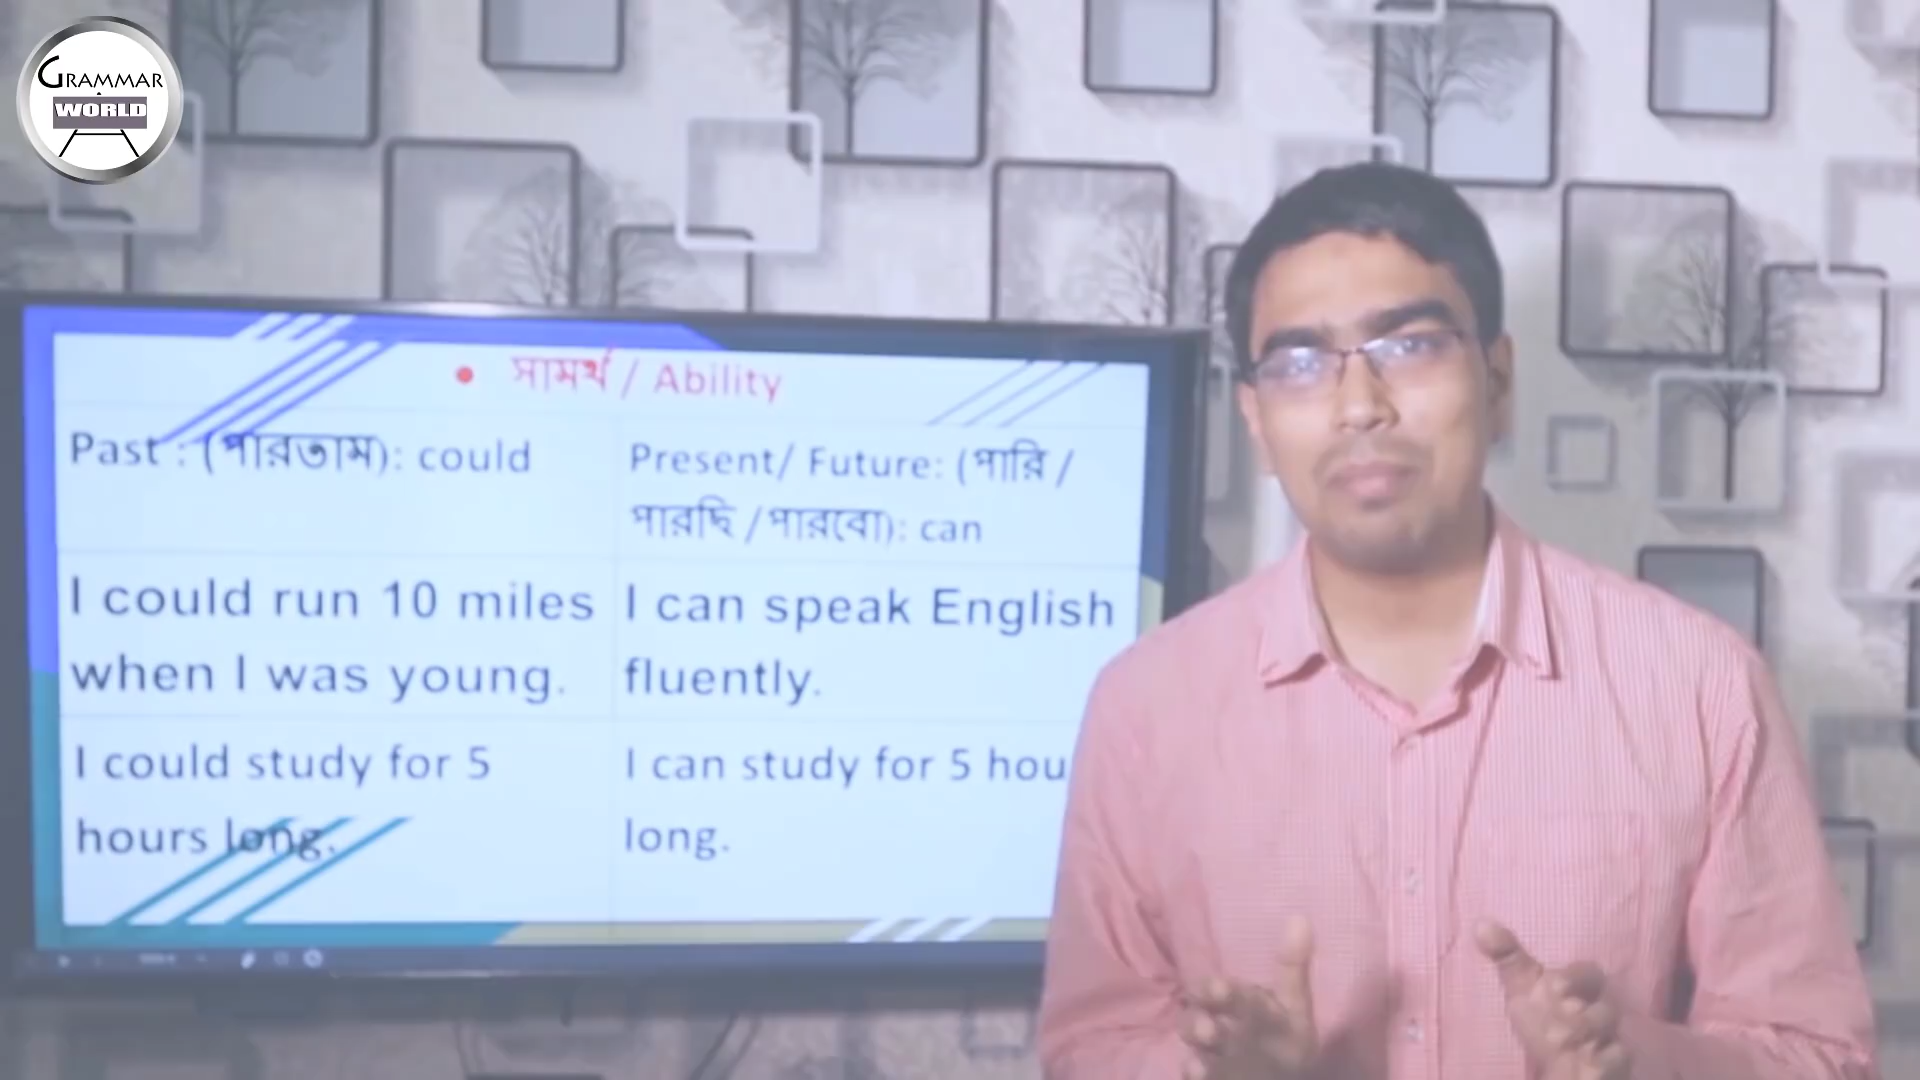 GRAMMAR
WORLD
• সামর্থ / Ability
Past : (পারতাম): could
Present/ Future: (পারি /
পারছি /পারবো): can
I could run 10 miles
when I was young.
I can speak English
fluently.
I could study for 5
hours long.
I can study for 5 hou
long.